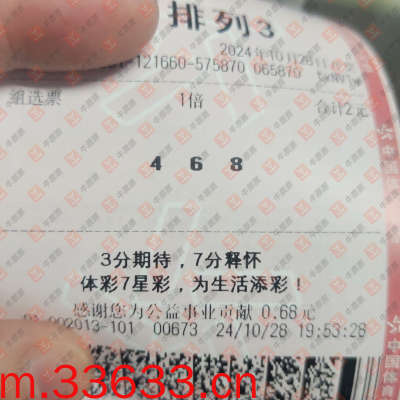 排列3
2024年10月28日
-121660-575870 065870
组选票 1倍 合计2元
4 6 8
3分期待，7分释怀
体彩7星彩，为生活添彩！
感谢您为公益事业贡献 0.68元
002013-101 00673 24/10/28 19:53:28
m.33633.cn